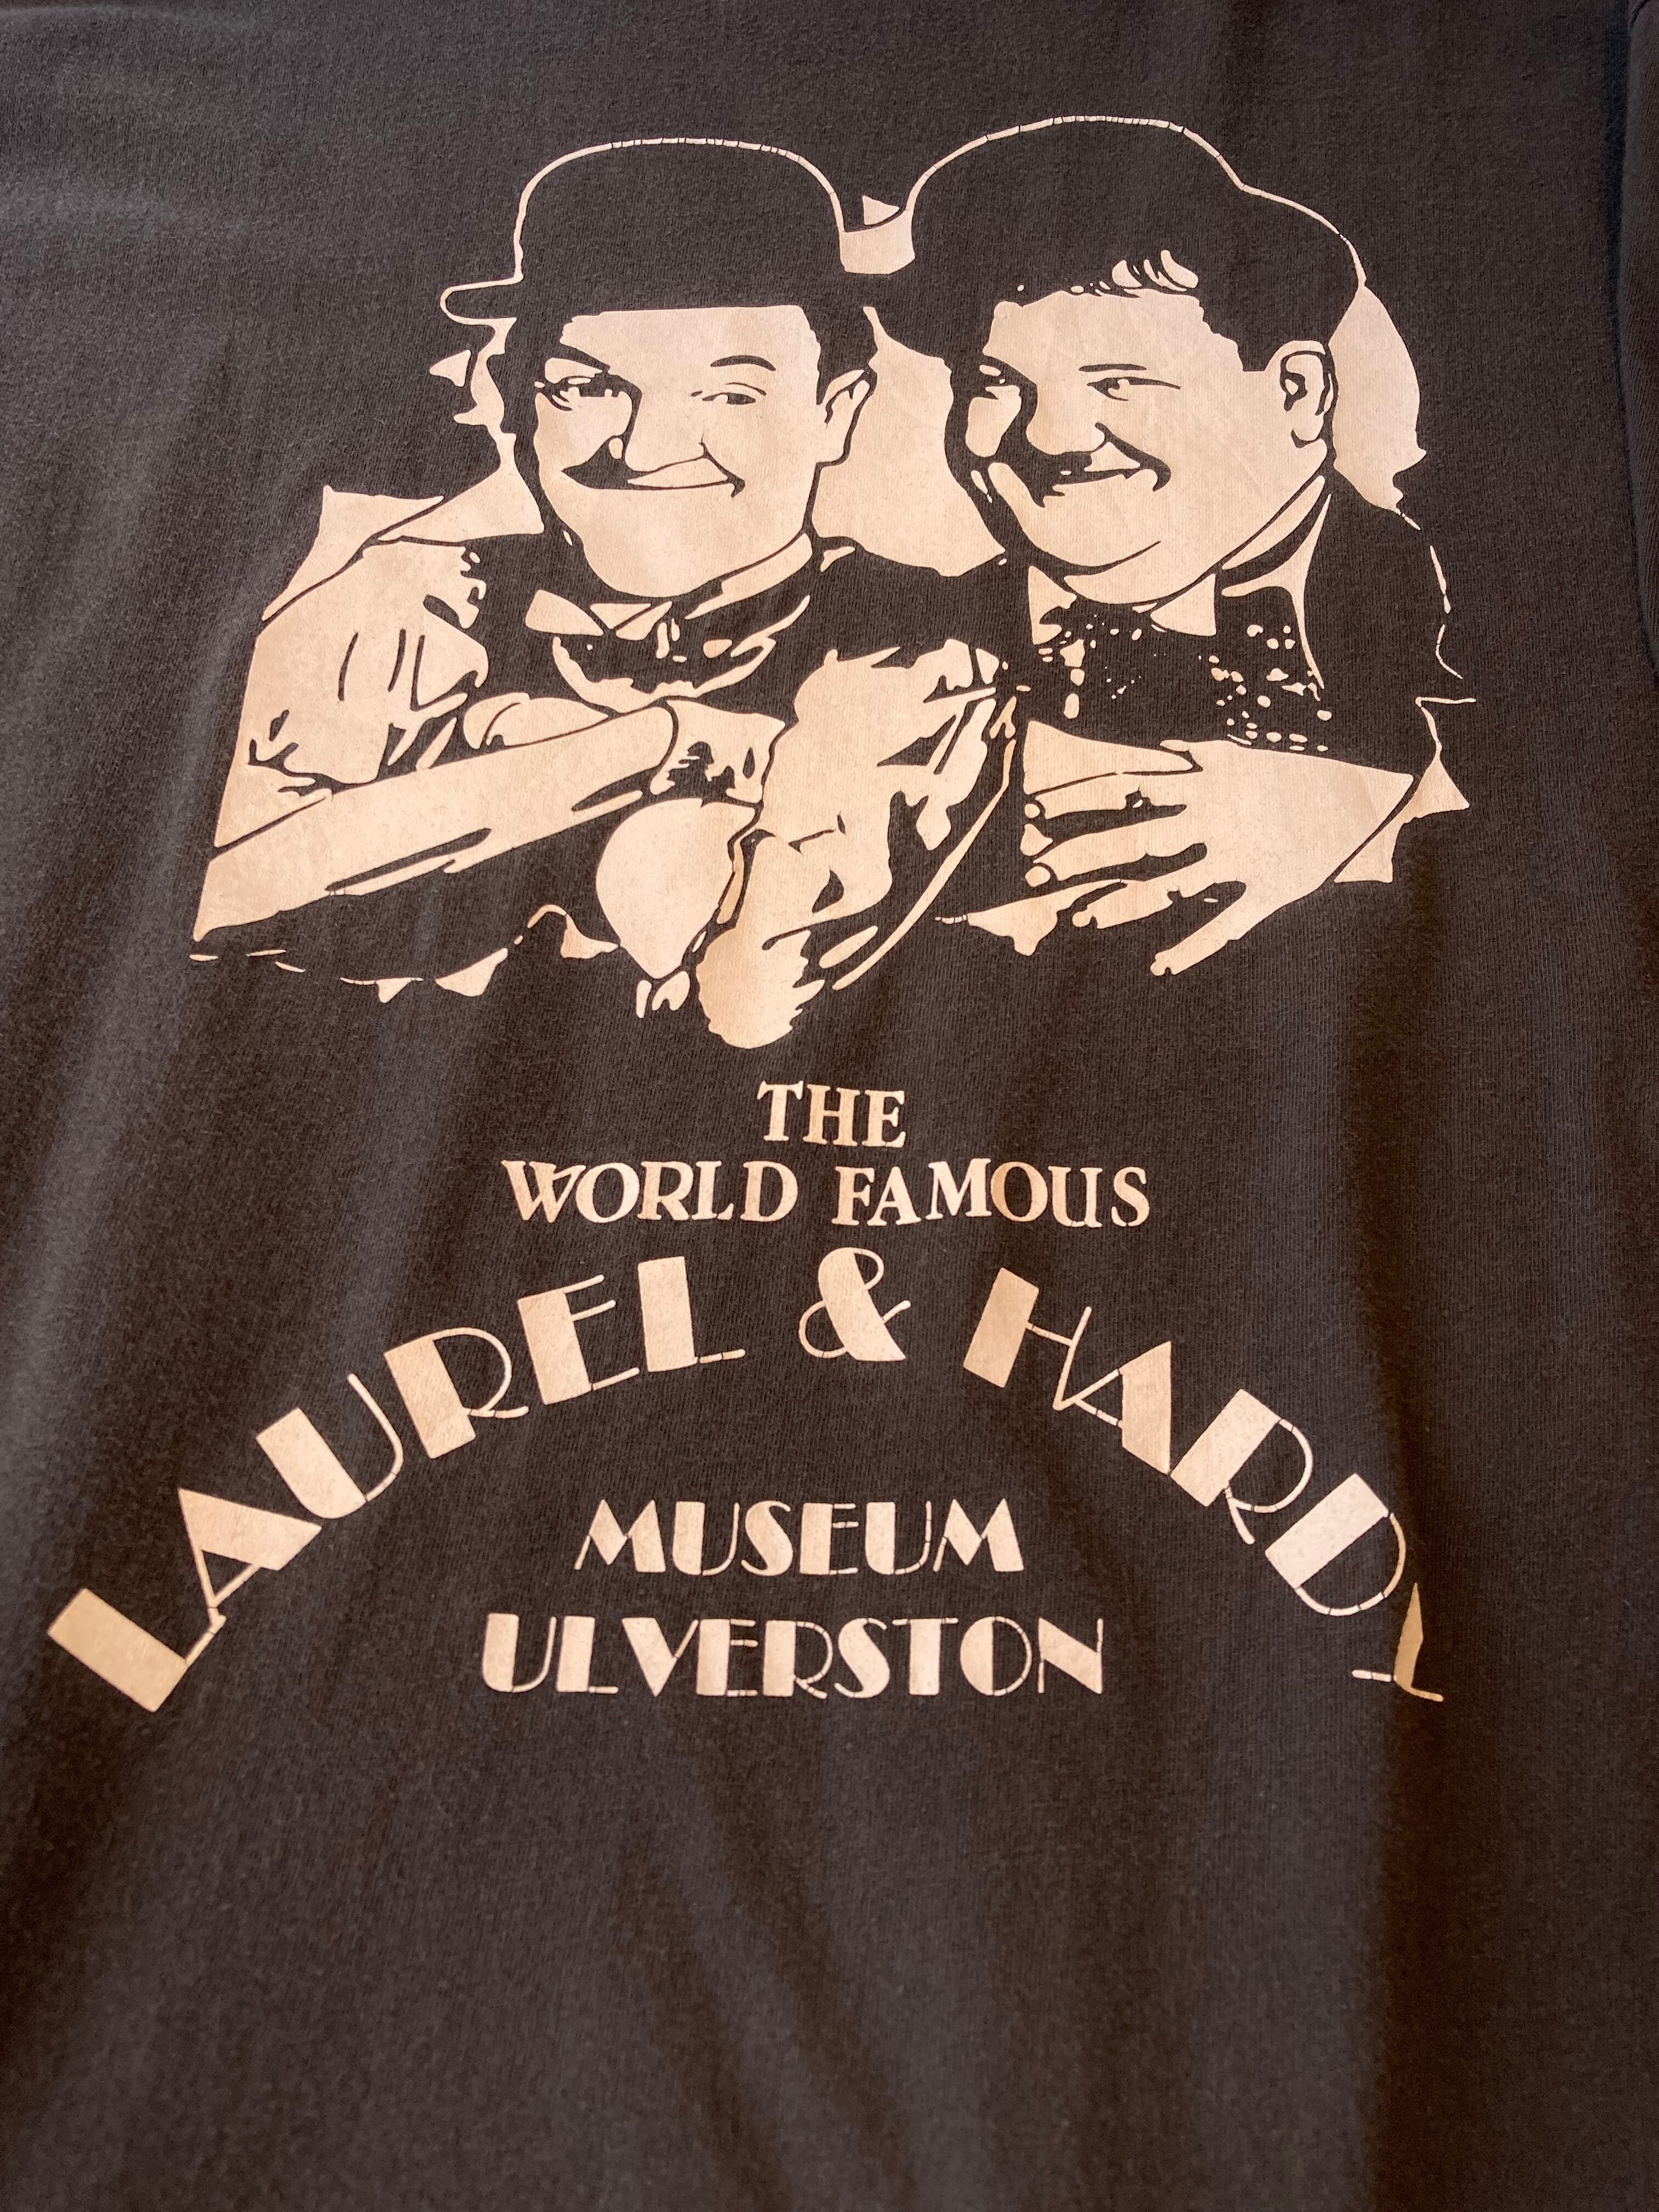 THE
WORLD FAMOUS
LAUREL & HARDY
MUSEUM
ULVERSTON